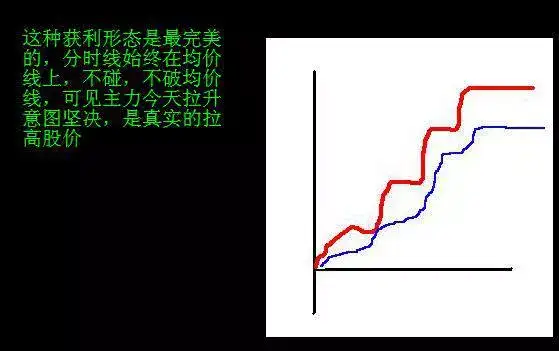 这种获利形态是最完美
的，分时线始终在均价
线上，不碰，不破均价
线，可见主力今天拉升
意图坚决，是真实的拉
高股价